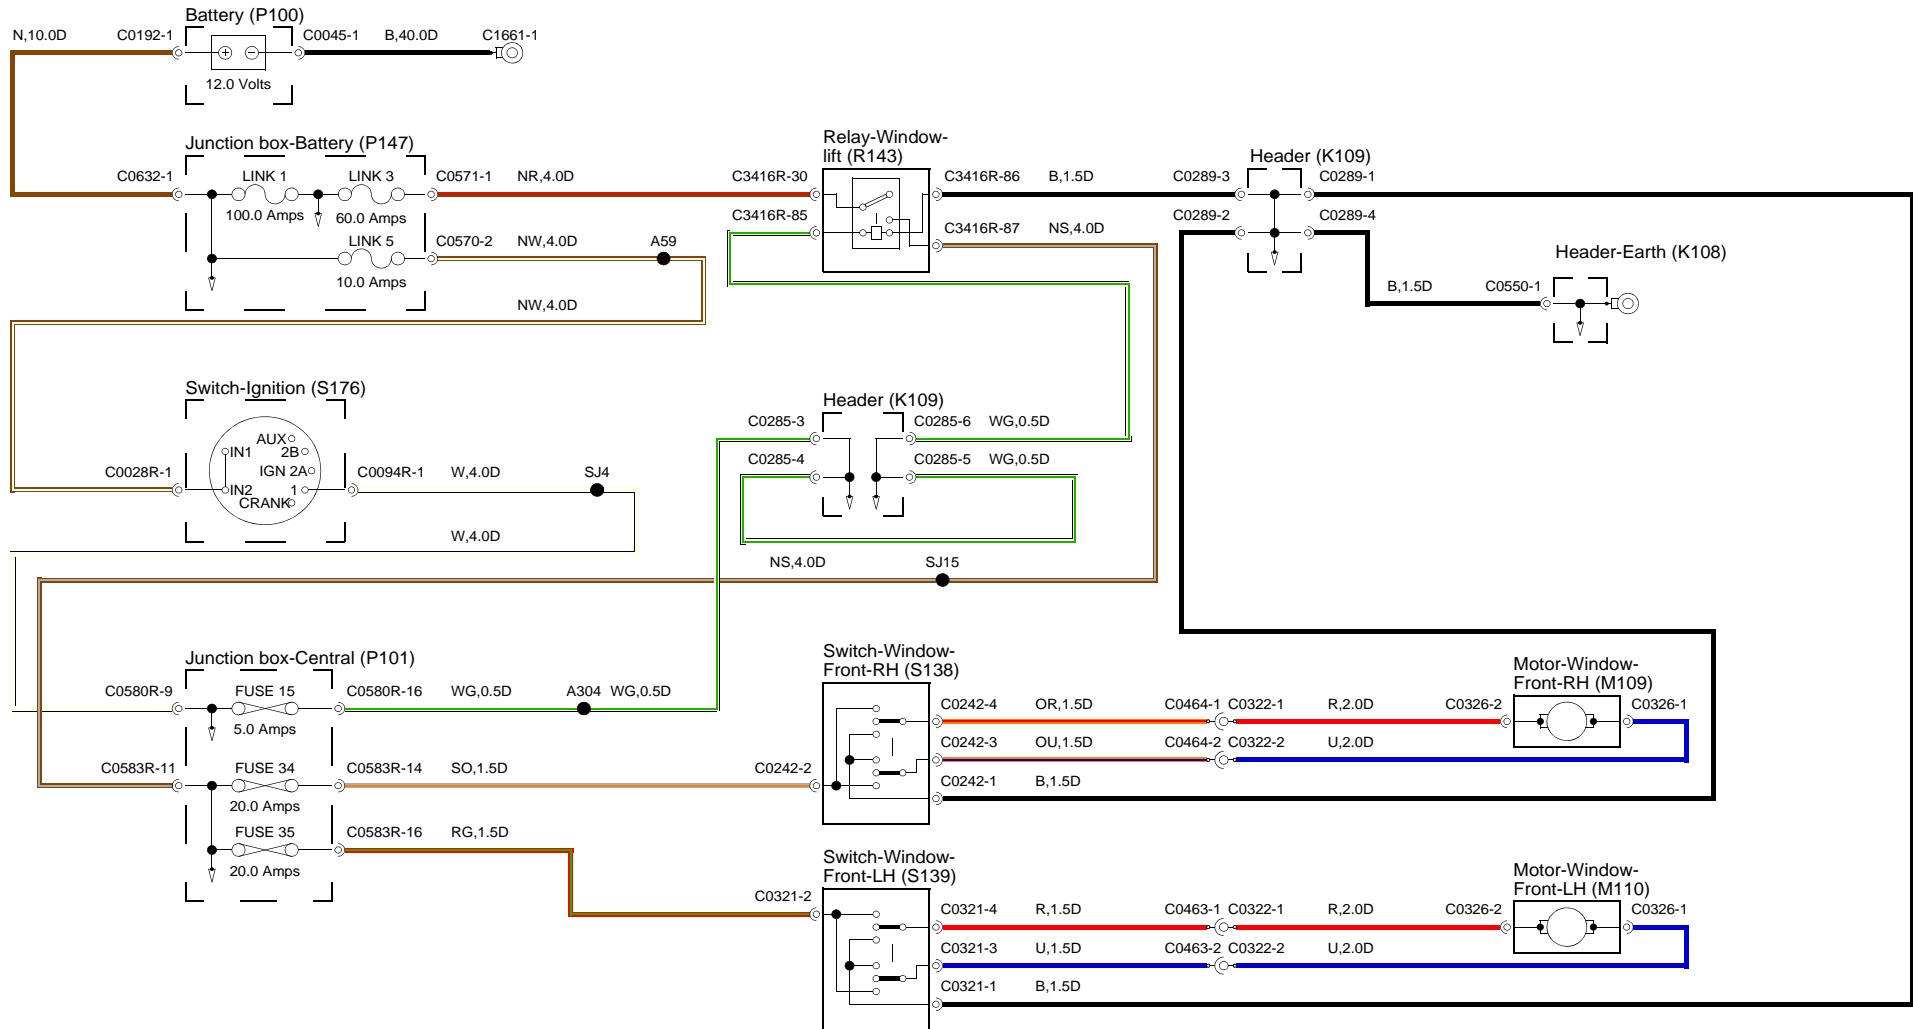 Battery (P100)
N,10.0D
C0192-1
C0045-1
B,40.0D
C1661-1
12.0 Volts
Junction box-Battery (P147)
C0632-1
LINK 1
100.0 Amps
LINK 3
60.0 Amps
C0571-1
NR,4.0D
LINK 5
10.0 Amps
C0570-2
NW,4.0D
A59
NW,4.0D
Relay-Window-
lift (R143)
C3416R-30
C3416R-85
C3416R-86
B,1.5D
C3416R-87
NS,4.0D
Header (K109)
C0289-3
C0289-1
C0289-2
C0289-4
Header-Earth (K108)
B,1.5D
C0550-1
Switch-Ignition (S176)
AUX
IN1
2B
IGN 2A
IN2
1
CRANK
C0028R-1
C0094R-1
W,4.0D
SJ4
W,4.0D
Header (K109)
C0285-3
C0285-6
WG,0.5D
C0285-4
C0285-5
WG,0.5D
NS,4.0D
SJ15
Junction box-Central (P101)
C0580R-9
FUSE 15
5.0 Amps
C0580R-16
WG,0.5D
A304
WG,0.5D
C0583R-11
FUSE 34
20.0 Amps
C0583R-14
SO,1.5D
FUSE 35
20.0 Amps
C0583R-16
RG,1.5D
Switch-Window-
Front-RH (S138)
C0242-2
C0242-4
OR,1.5D
C0464-1
C0322-1
R,2.0D
C0326-2
C0242-3
OU,1.5D
C0464-2
C0322-2
U,2.0D
C0242-1
B,1.5D
Motor-Window-
Front-RH (M109)
C0326-1
Switch-Window-
Front-LH (S139)
C0321-2
C0321-4
R,1.5D
C0463-1
C0322-1
R,2.0D
C0326-2
C0321-3
U,1.5D
C0463-2
C0322-2
U,2.0D
C0321-1
B,1.5D
Motor-Window-
Front-LH (M110)
C0326-1